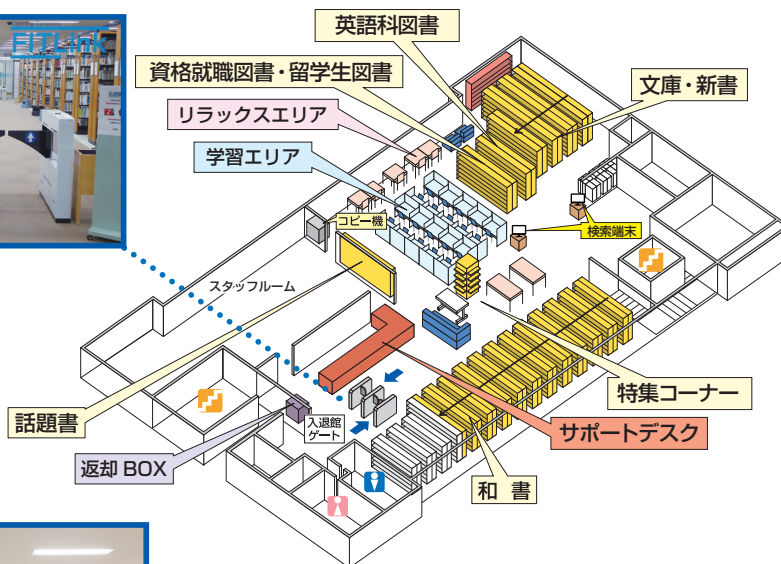 FITLink
英語科図書
資格就職図書・留学生図書
文庫・新書
リラックスエリア
学習エリア
コピー機
検索端末
スタッフルーム
特集コーナー
話題書
入退館
ゲート
サポートデスク
返却 BOX
和 書